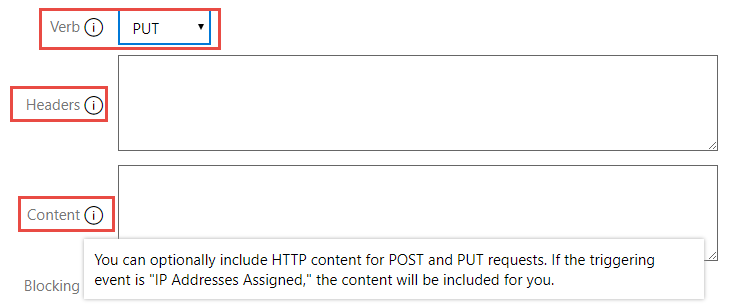 Verb PUT
Headers
Content
You can optionally include HTTP content for POST and PUT requests. If the triggering
event is "IP Addresses Assigned," the content will be included for you.
Blocking